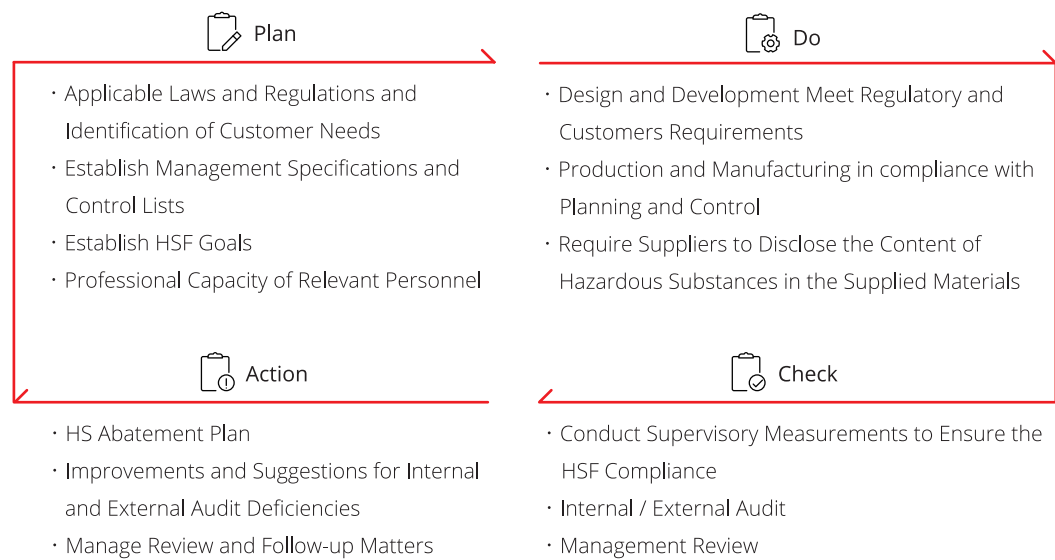 Plan
· Applicable Laws and Regulations and
Identification of Customer Needs
· Establish Management Specifications and
Control Lists
· Establish HSF Goals
· Professional Capacity of Relevant Personnel
Do
· Design and Development Meet Regulatory and
Customers Requirements
· Production and Manufacturing in compliance with
Planning and Control
· Require Suppliers to Disclose the Content of
Hazardous Substances in the Supplied Materials
Action
· HS Abatement Plan
· Improvements and Suggestions for Internal
and External Audit Deficiencies
· Manage Review and Follow-up Matters
Check
· Conduct Supervisory Measurements to Ensure the
HSF Compliance
· Internal / External Audit
· Management Review